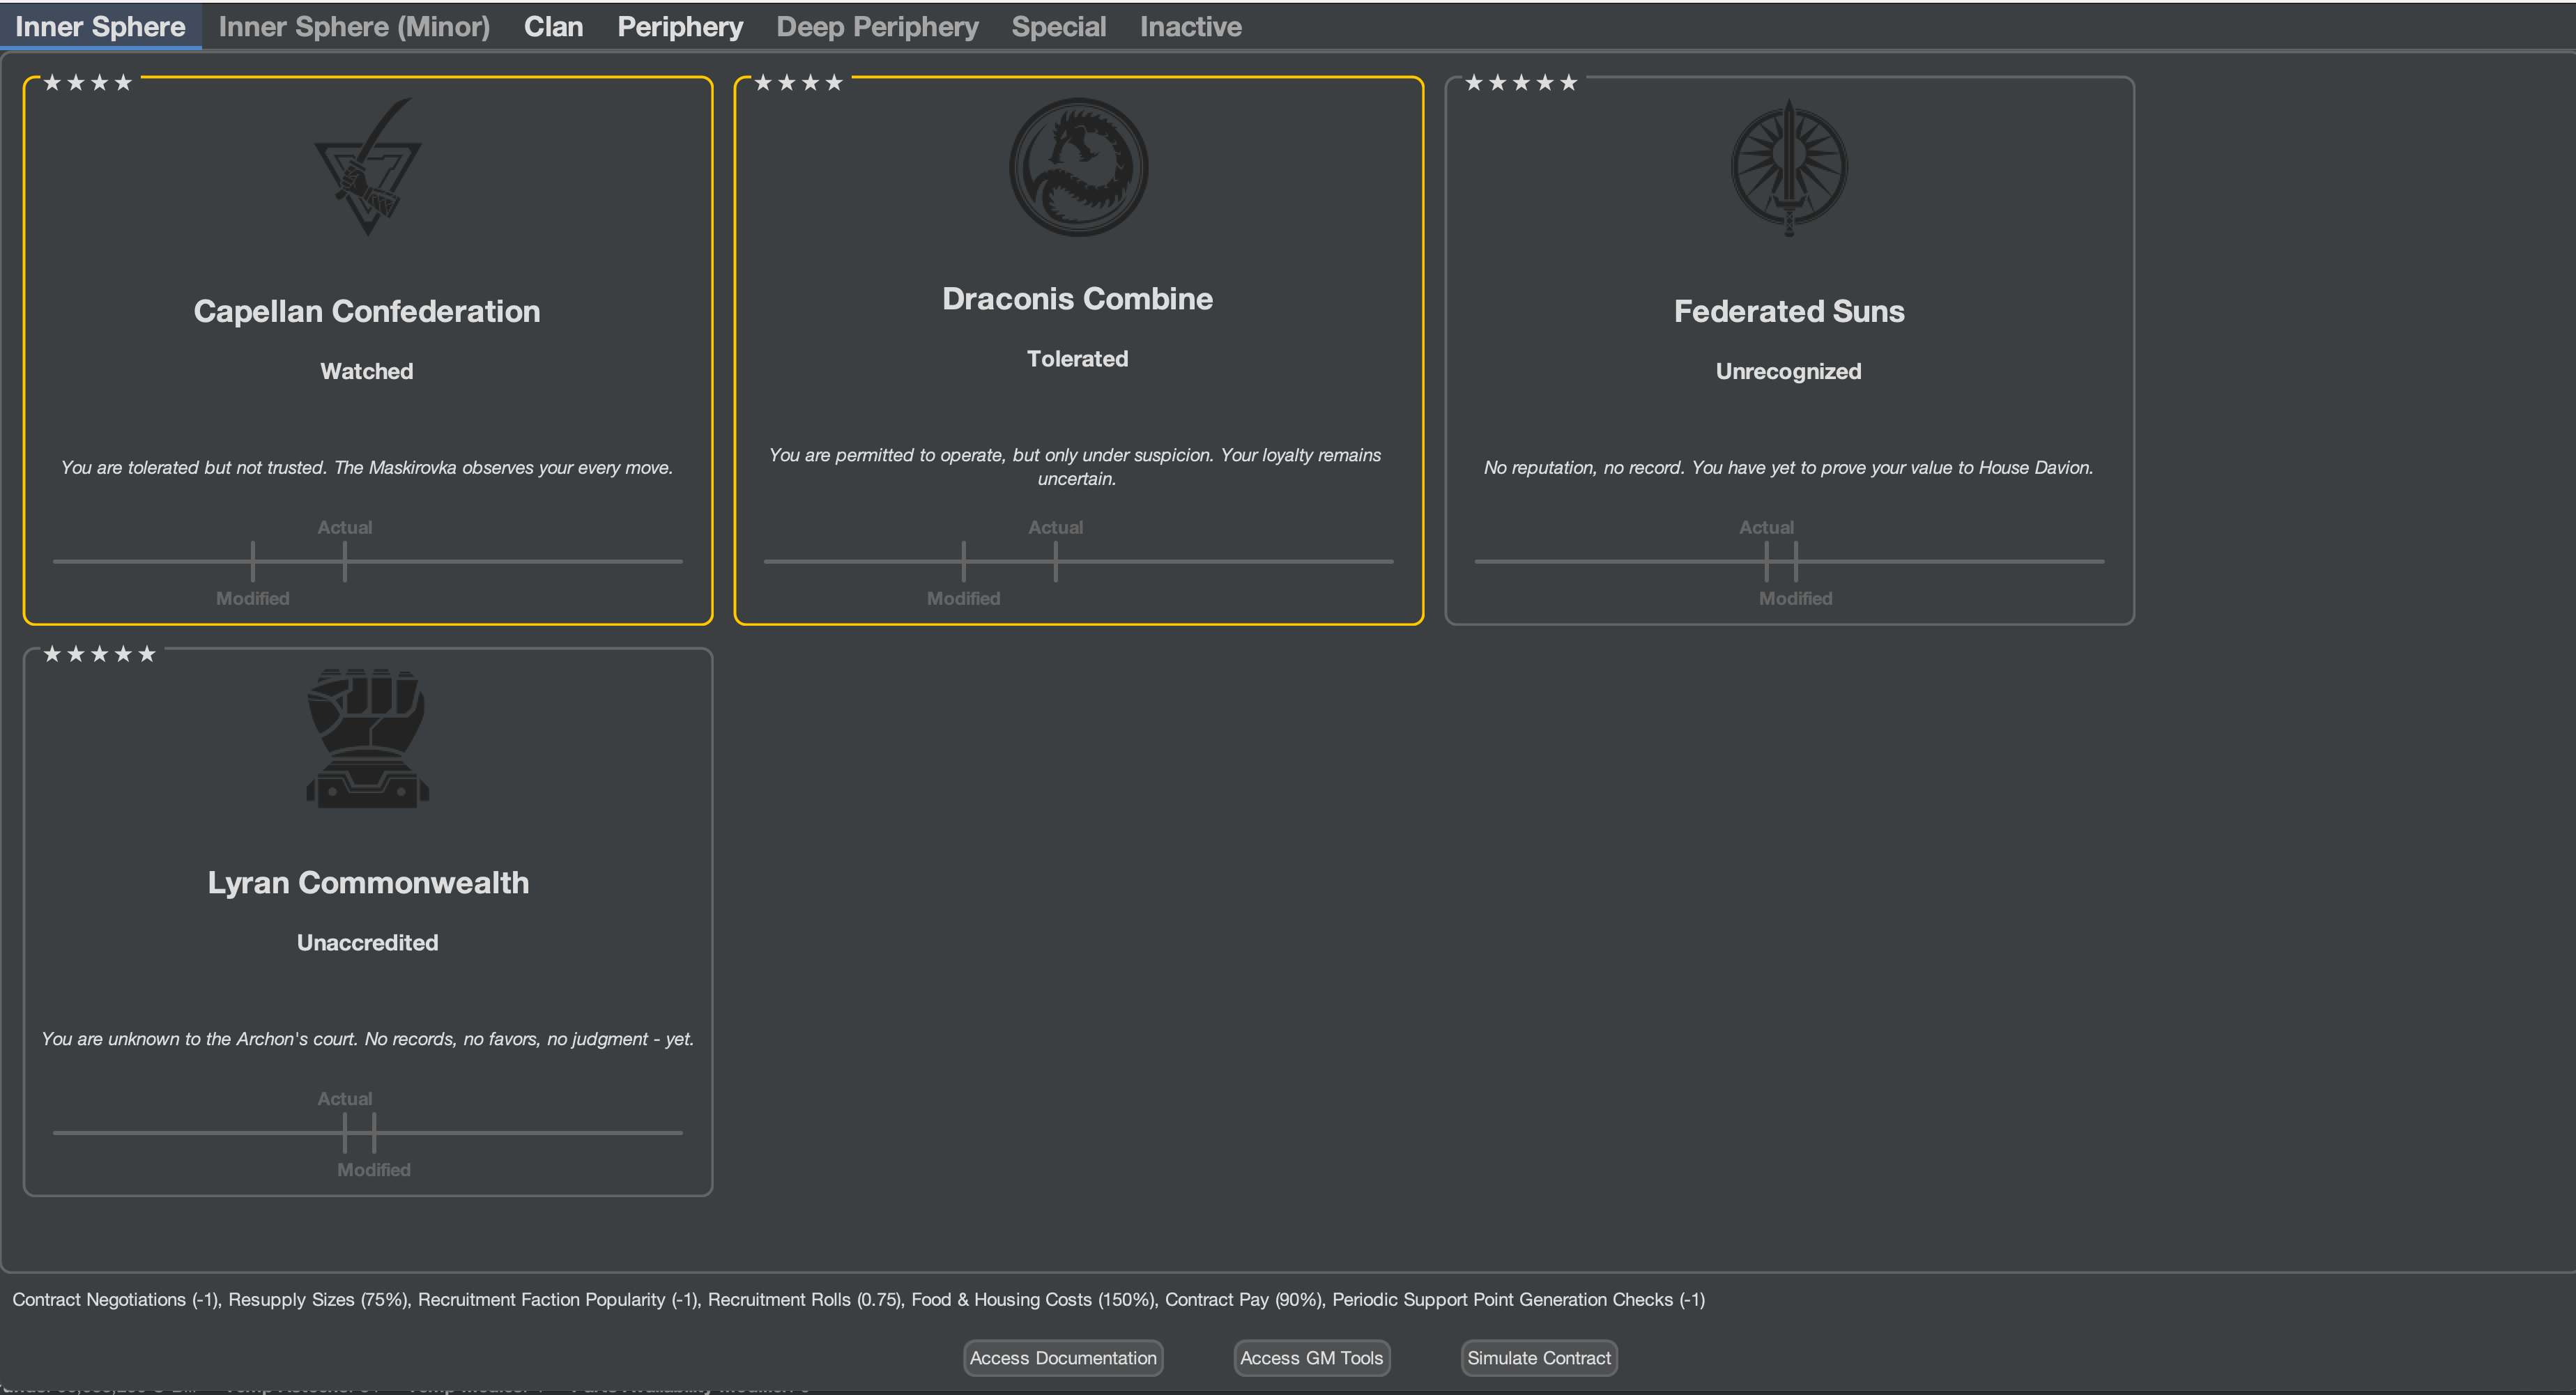 Inner Sphere Inner Sphere (Minor) Clan Periphery Deep Periphery Special Inactive
★★★★
Capellan Confederation
Watched
You are tolerated but not trusted. The Maskirovka observes your every move.
Actual
Modified
★★★★
Draconis Combine
Tolerated
You are permitted to operate, but only under suspicion. Your loyalty remains
uncertain.
Actual
Modified
★★★★★
Federated Suns
Unrecognized
No reputation, no record. You have yet to prove your value to House Davion.
Actual
Modified
★★★★★
Lyran Commonwealth
Unaccredited
You are unknown to the Archon's court. No records, no favors, no judgment - yet.
Actual
Modified
Contract Negotiations (-1), Resupply Sizes (75%), Recruitment Faction Popularity (-1), Recruitment Rolls (0.75), Food & Housing Costs (150%), Contract Pay (90%), Periodic Support Point Generation Checks (-1)
Access Documentation Access GM Tools Simulate Contract